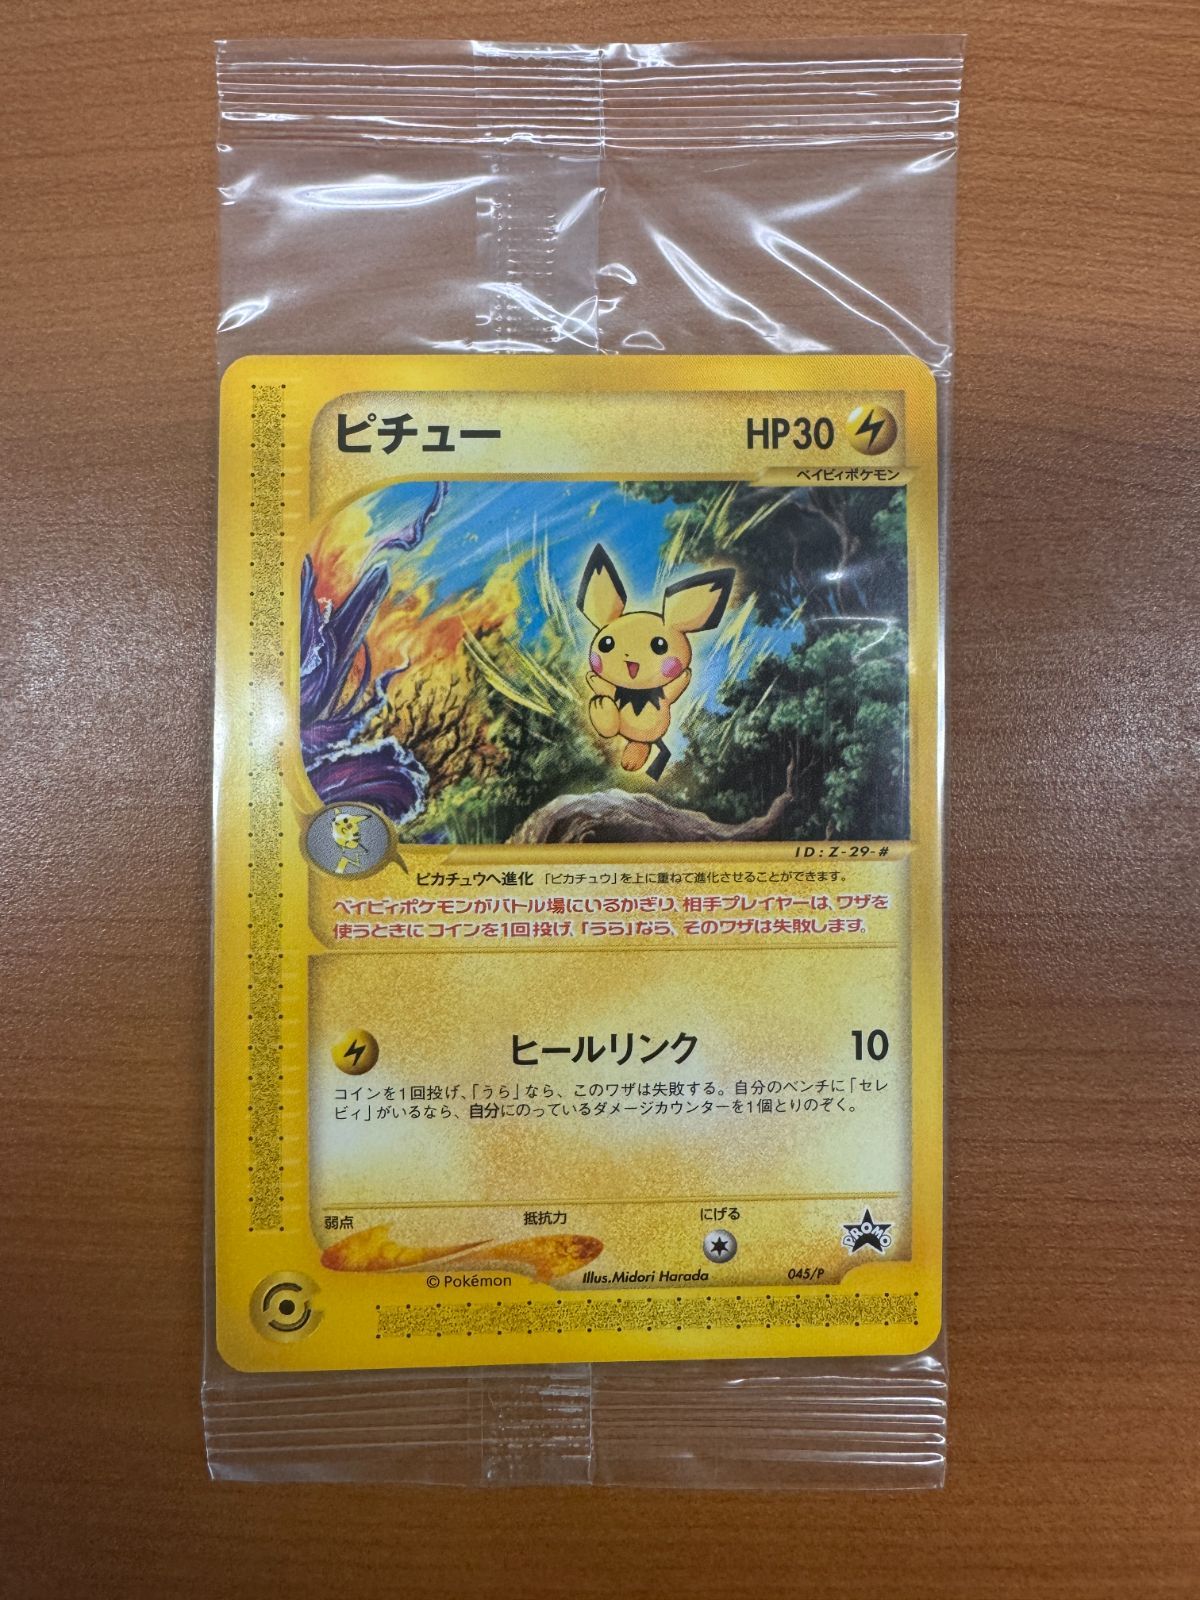 ピチュー HP30
ベイビィポケモン
ID:Z-29-#
ピカチュウへ進化 「ピカチュウ」を上に重ねて進化させることができます。
ベイビィポケモンがバトル場にいるかぎり、相手プレイヤーは、ワザを
使うときにコインを1回投げ、「うら」なら、そのワザは失敗します。
ヒールリンク 10
コインを1回投げ、「うら」なら、このワザは失敗する。自分のベンチに「セレ
ビィ」がいるなら、自分にのっているダメージカウンターを1個とりのぞく。
弱点 抵抗力 にげる
PROMO
© Pokémon Illus.Midori Harada 045/P